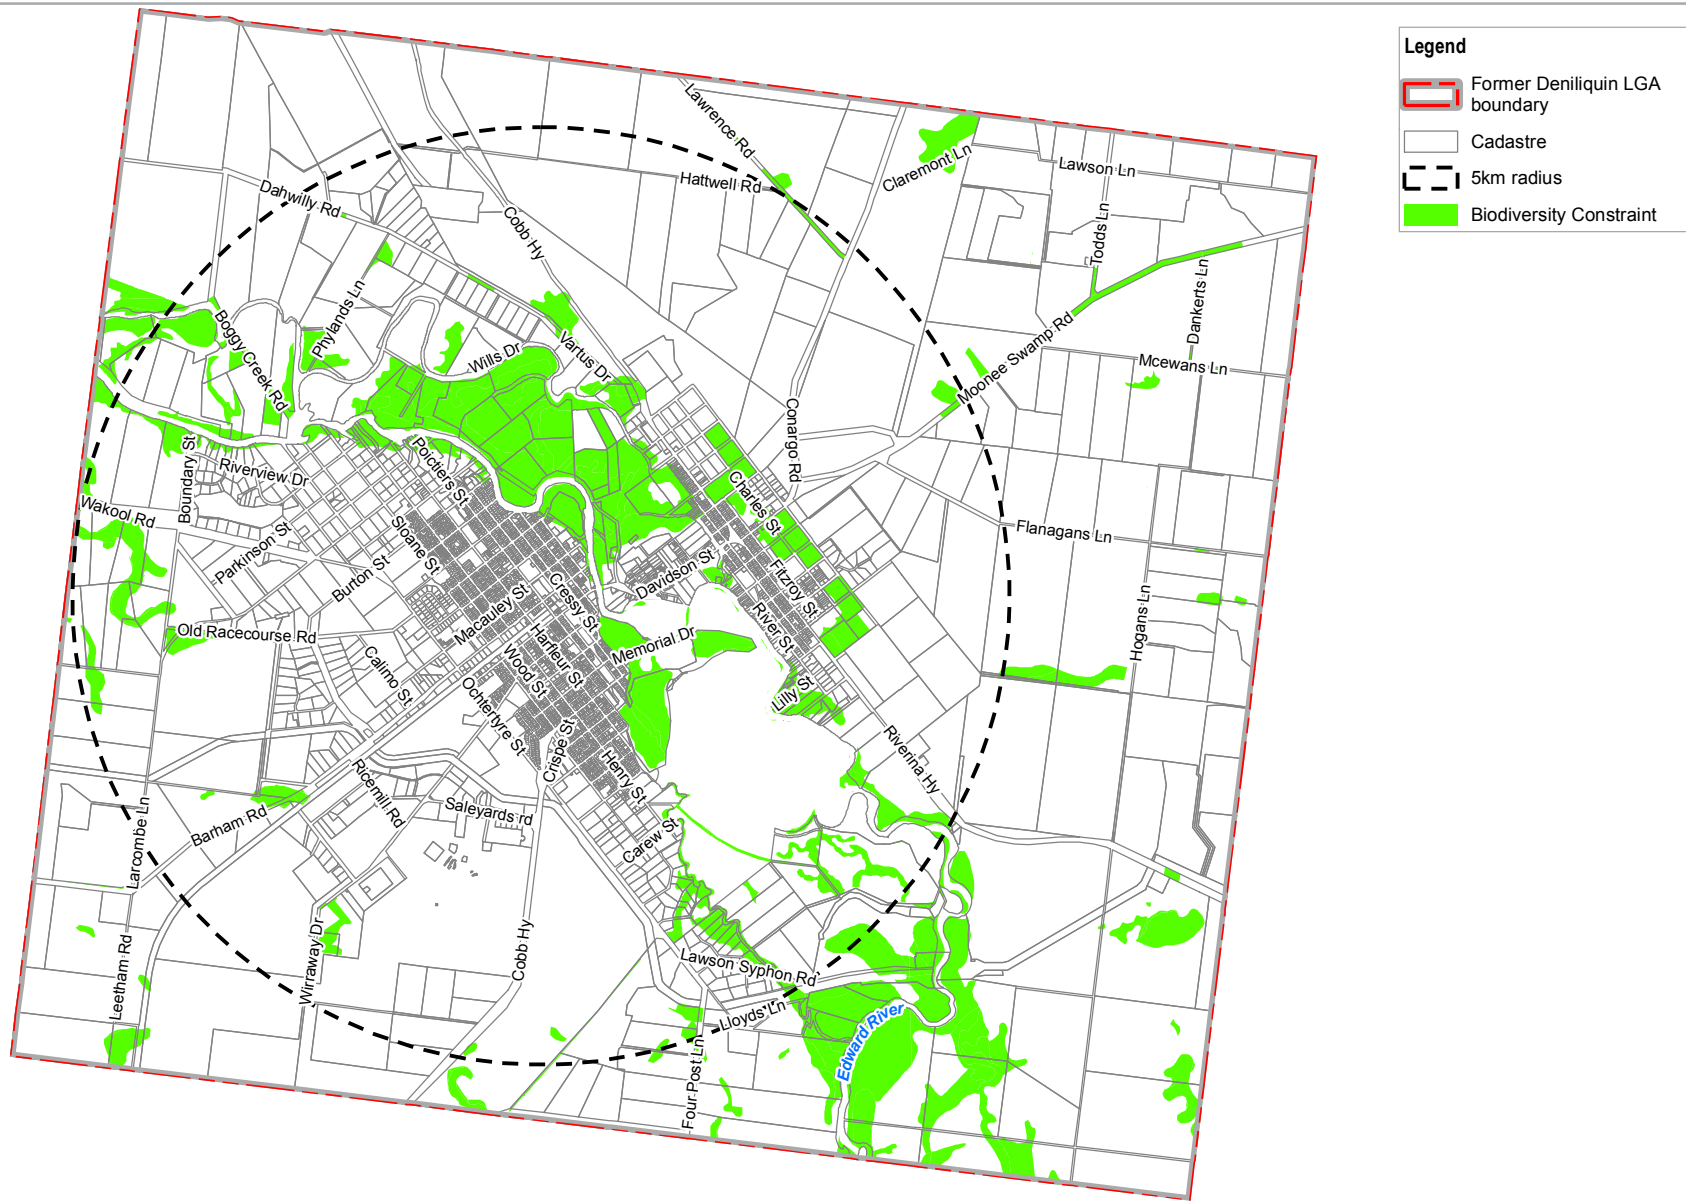 Legend
Former Deniliquin LGA
boundary
Cadastre
5km radius
Biodiversity Constraint
Lawrence Rd
Hattwell Rd
Claremont Ln
Lawson Ln
Todds Ln
Dahwilly Rd
Cobb Hy
Dankerts Ln
Moonee Swamp Rd
Mcewans Ln
Phylands Ln
Boggy Creek Rd
Wills Dr
Vartus Dr
Conargo Rd
Boundary St
Riverview Dr
Poictiers St
Charles St
Wakool Rd
Parkinson St
Sloane St
Burton St
Flanagans Ln
Davidson St
Fitzroy St
Cressy St
Macauley St
River St
Hogans Ln
Old Racecourse Rd
Memorial Dr
Harfleur St
Wood St
Calimo St
Lilly St
Ochtertyre St
Crispe St
Henry St
Riverina Hy
Ricemill Rd
Saleyards rd
Barham Rd
Larcombe Ln
Carew St
Leetham Rd
Wirraway Dr
Cobb Hy
Lawson Syphon Rd
Lloyds Ln
Four Post Ln
Edward River